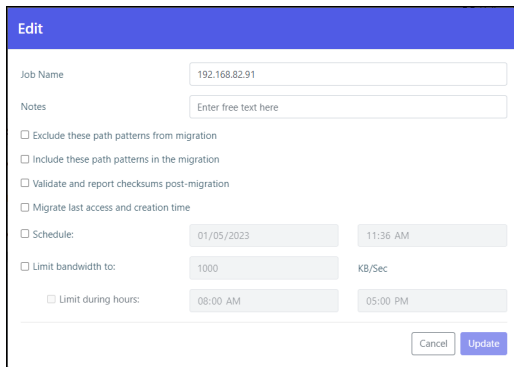 Edit
Job Name 192.168.82.91
Notes Enter free text here
Exclude these path patterns from migration
Include these path patterns in the migration
Validate and report checksums post-migration
Migrate last access and creation time
Schedule: 01/05/2023 11:36 AM
Limit bandwidth to: 1000 KB/Sec
Limit during hours: 08:00 AM 05:00 PM
Cancel Update